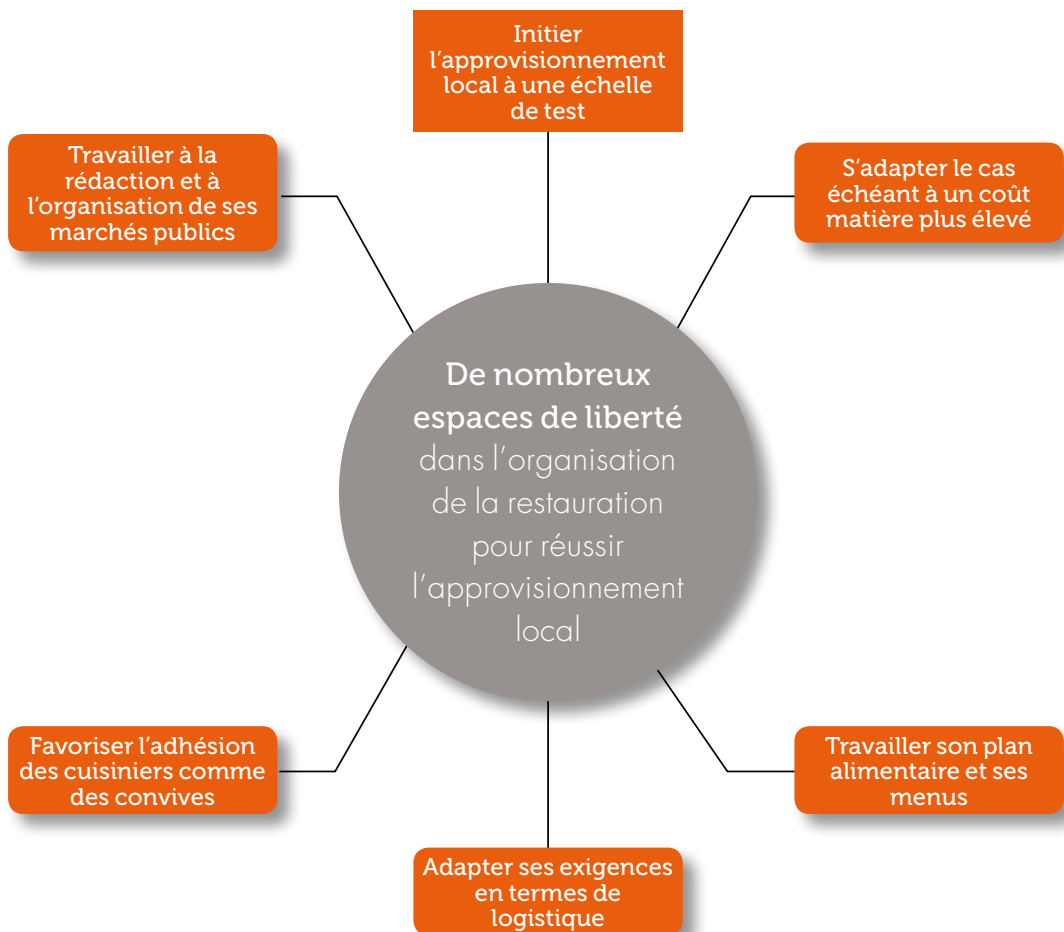 Initier
l’approvisionnement
local à une échelle
de test
Travailler à la
rédaction et à
l’organisation de ses
marchés publics
S’adapter le cas
échéant à un coût
matière plus élevé
De nombreux
espaces de liberté
dans l’organisation
de la restauration
pour réussir
l’approvisionnement
local
Favoriser l’adhésion
des cuisiniers comme
des convives
Travailler son plan
alimentaire et ses
menus
Adapter ses exigences
en termes de
logistique